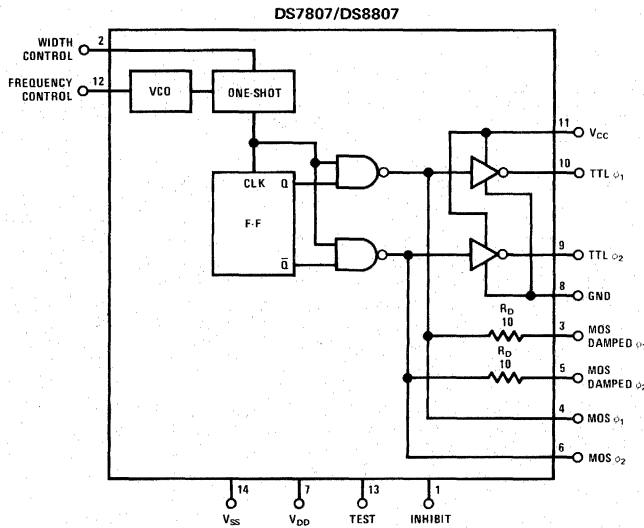 DS7807/DS8807
WIDTH
CONTROL
2
FREQUENCY
CONTROL
12
VCO
ONE-SHOT
CLK Q
F-F
Q̅
11
VCC
10
TTL ϕ1
9
TTL ϕ2
8
GND
RD
10
3
MOS
DAMPED ϕ1
RD
10
5
MOS
DAMPED ϕ2
4
MOS ϕ1
6
MOS ϕ2
14
VSS
7
VDD
13
TEST
1
INHIBIT